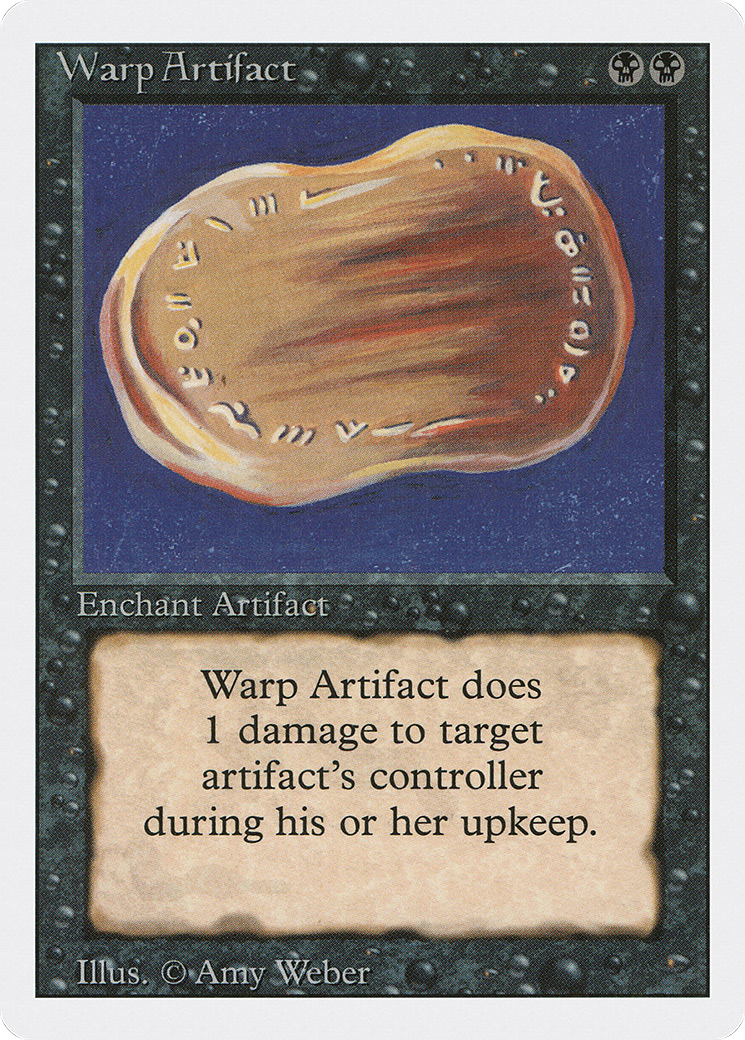 Warp Artifact
Enchant Artifact
Warp Artifact does
1 damage to target
artifact's controller
during his or her upkeep.
Illus. © Amy Weber